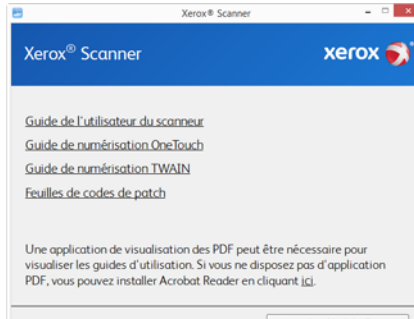 Xerox® Scanner
Xerox® Scanner
xerox
Guide de l'utilisateur du scanneur
Guide de numérisation OneTouch
Guide de numérisation TWAIN
Feuilles de codes de patch
Une application de visualisation des PDF peut être nécessaire pour
visualiser les guides d'utilisation. Si vous ne disposez pas d'application
PDF, vous pouvez installer Acrobat Reader en cliquant ici.